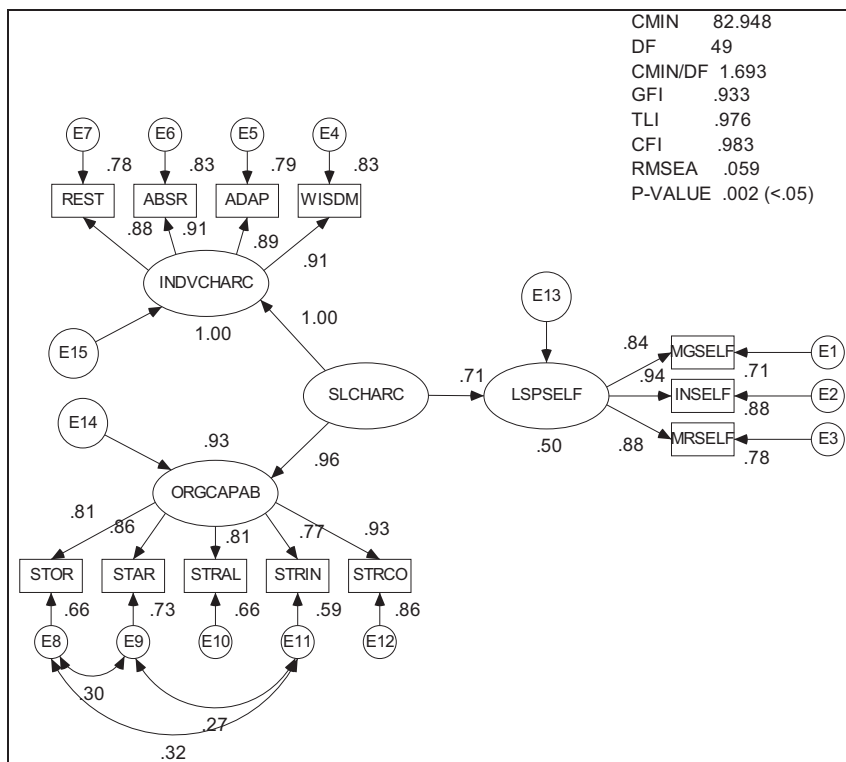 CMIN 82.948
DF 49
CMIN/DF 1.693
GFI .933
TLI .976
CFI .983
RMSEA .059
P-VALUE .002 (<.05)
E7 E6 E5 E4
.78 .83 .79 .83
REST ABSR ADAP WISDM
.88 .91 .89 .91
INDVCHARC
E15 1.00 1.00
E13
.84 MGSELF E1
.71
SLCHARC .71 LSPSELF .94 INSELF E2
.88
.50 .88 MRSELF E3
.78
E14 .93 .96
ORGCAPAB
.81 .86 .81 .77 .93
STOR STAR STRAL STRIN STRCO
.66 .73 .66 .59 .86
E8 E9 E10 E11 E12
.30
.27
.32